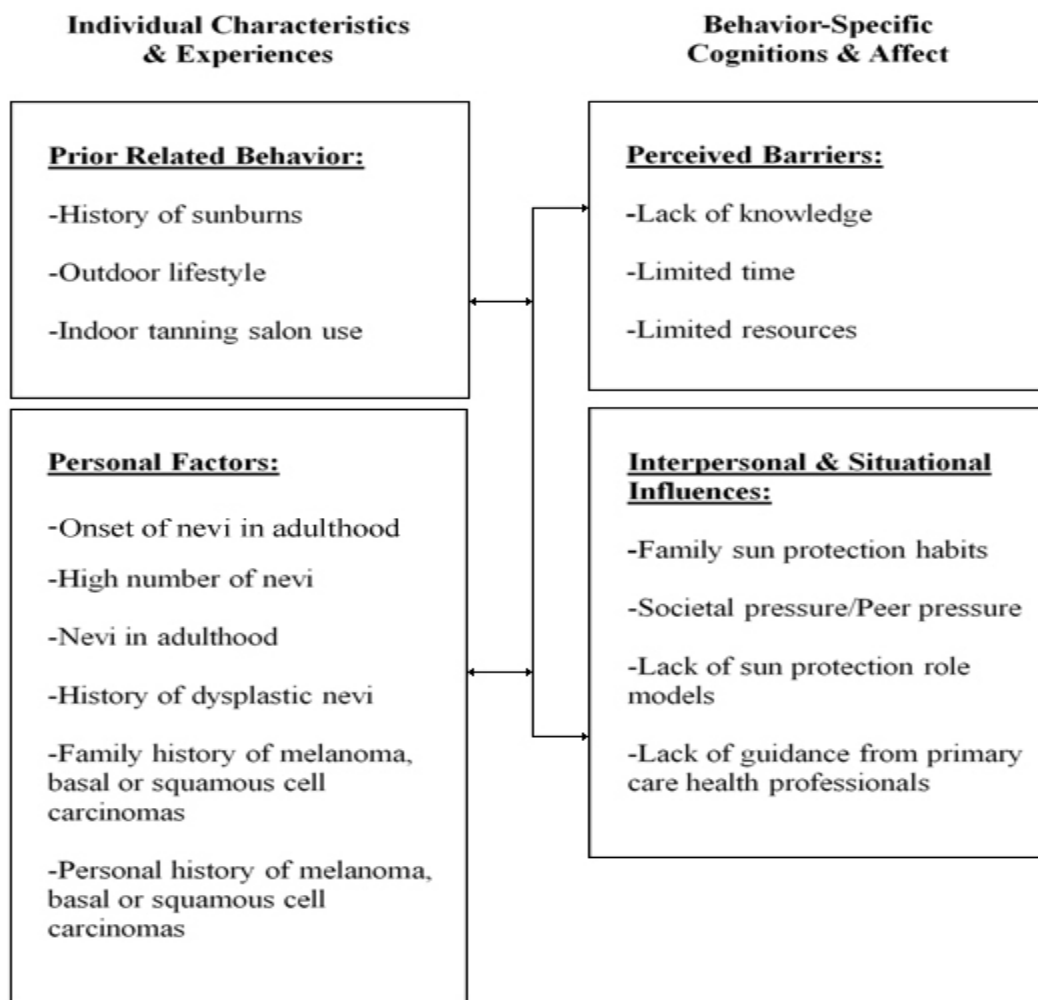 Individual Characteristics
& Experiences
Prior Related Behavior:
-History of sunburns
-Outdoor lifestyle
-Indoor tanning salon use
Personal Factors:
-Onset of nevi in adulthood
-High number of nevi
-Nevi in adulthood
-History of dysplastic nevi
-Family history of melanoma,
basal or squamous cell
carcinomas
-Personal history of melanoma,
basal or squamous cell
carcinomas
Behavior-Specific
Cognitions & Affect
Perceived Barriers:
-Lack of knowledge
-Limited time
-Limited resources
Interpersonal & Situational
Influences:
-Family sun protection habits
-Societal pressure/Peer pressure
-Lack of sun protection role
models
-Lack of guidance from primary
care health professionals